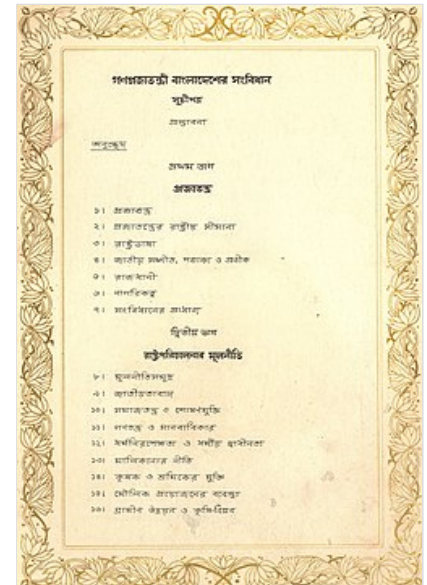 গণপ্রজাতন্ত্রী বাংলাদেশের সংবিধান
সূচীপত্র
প্রস্তাবনা
অনুচ্ছেদ
প্রথম ভাগ
প্রজাতন্ত্র
১। প্রজাতন্ত্র
২। প্রজাতন্ত্রের রাষ্ট্রীয় সীমানা
৩। রাষ্ট্রভাষা
৪। জাতীয় সঙ্গীত, পতাকা ও প্রতীক
৫। রাজধানী
৬। নাগরিকত্ব
৭। সংবিধানের প্রাধান্য
দ্বিতীয় ভাগ
রাষ্ট্রপরিচালনার মূলনীতি
৮। মূলনীতিসমূহ
৯। জাতীয়তাবাদ
১০। সমাজতন্ত্র ও শোষণমুক্তি
১১। গণতন্ত্র ও মানবাধিকার
১২। ধর্মনিরপেক্ষতা ও ধর্মীয় স্বাধীনতা
১৩। মালিকানার নীতি
১৪। কৃষক ও শ্রমিকের মুক্তি
১৫। মৌলিক প্রয়োজনের ব্যবস্থা
১৬। গ্রামীণ উন্নয়ন ও কৃষিবিপ্লব